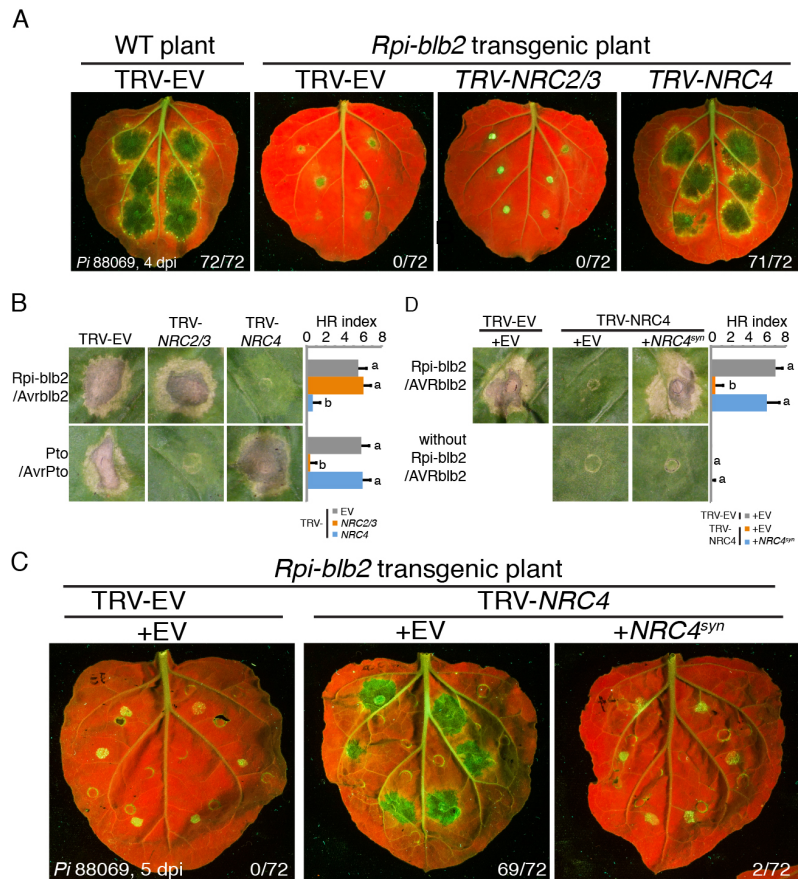 A
WT plant
Rpi-blb2 transgenic plant
TRV-EV
TRV-EV
TRV-NRC2/3
TRV-NRC4
Pi 88069, 4 dpi
72/72
0/72
0/72
71/72
B
TRV-EV
TRV-
NRC2/3
TRV-
NRC4
HR index
0 2 4 6 8
Rpi-blb2
/Avrblb2
a
a
b
Pto
/AvrPto
a
b
a
TRV-
EV
NRC2/3
NRC4
D
TRV-EV
+EV
TRV-NRC4
+EV
+NRC4syn
HR index
0 2 4 6 8
Rpi-blb2
/AVRblb2
a
b
a
without
Rpi-blb2
/AVRblb2
a
a
TRV-EV
+EV
TRV-
NRC4
+EV
+NRC4syn
C
Rpi-blb2 transgenic plant
TRV-EV
TRV-NRC4
+EV
+EV
+NRC4syn
Pi 88069, 5 dpi
0/72
69/72
2/72